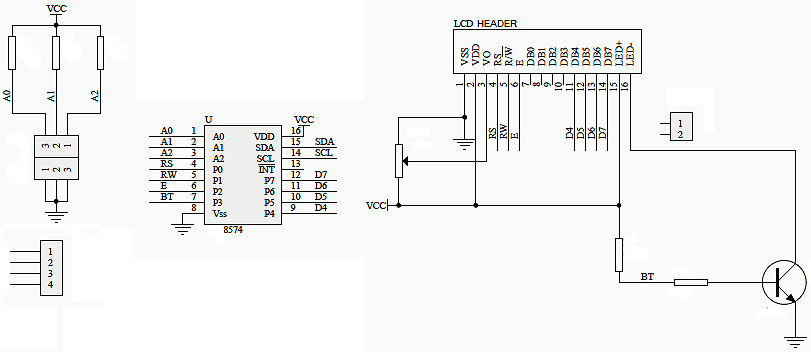 VCC
A0
A1
A2
3 2 1
1 2 3
1
2
3
4
U
VCC
A0 1 A0 VDD 16
A1 2 A1 SDA 15 SDA
A2 3 A2 SCL 14 SCL
RS 4 P0 INT 13
RW 5 P1 P7 12 D7
E 6 P2 P6 11 D6
BT 7 P3 P5 10 D5
8 Vss P4 9 D4
8574
LCD HEADER
VSS VDD VO RS R/W E DB0 DB1 DB2 DB3 DB4 DB5 DB6 DB7 LED+ LED-
1 2 3 4 5 6 7 8 9 10 11 12 13 14 15 16
RS RW E D4 D5 D6 D7
1
2
VCC
BT